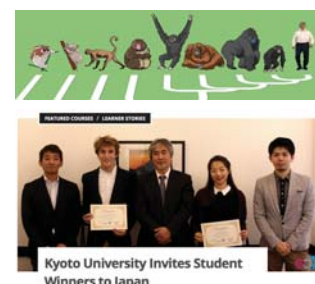 FEATURED COURSES / LEARNER STORIES
Kyoto University Invites Student
Winners to Japan